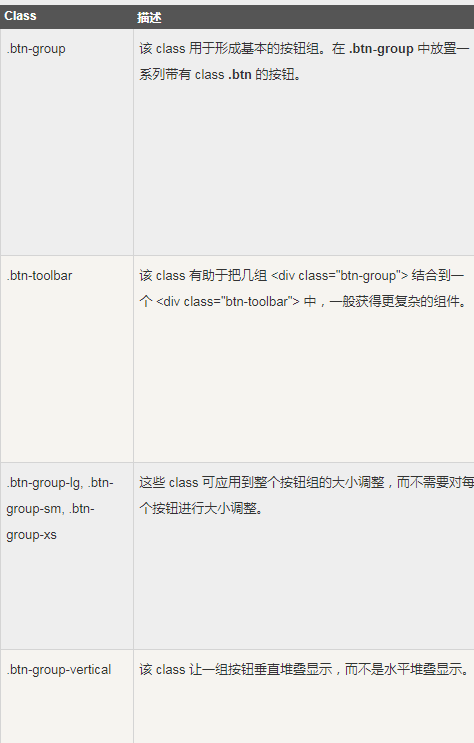 Class 描述
.btn-group 该 class 用于形成基本的按钮组。在 .btn-group 中放置一
系列带有 class .btn 的按钮。
.btn-toolbar 该 class 有助于把几组 <div class="btn-group"> 结合到一
个 <div class="btn-toolbar"> 中，一般获得更复杂的组件。
.btn-group-lg, .btn-
group-sm, .btn-
group-xs
这些 class 可应用到整个按钮组的大小调整，而不需要对每
个按钮进行大小调整。
.btn-group-vertical 该 class 让一组按钮垂直堆叠显示，而不是水平堆叠显示。